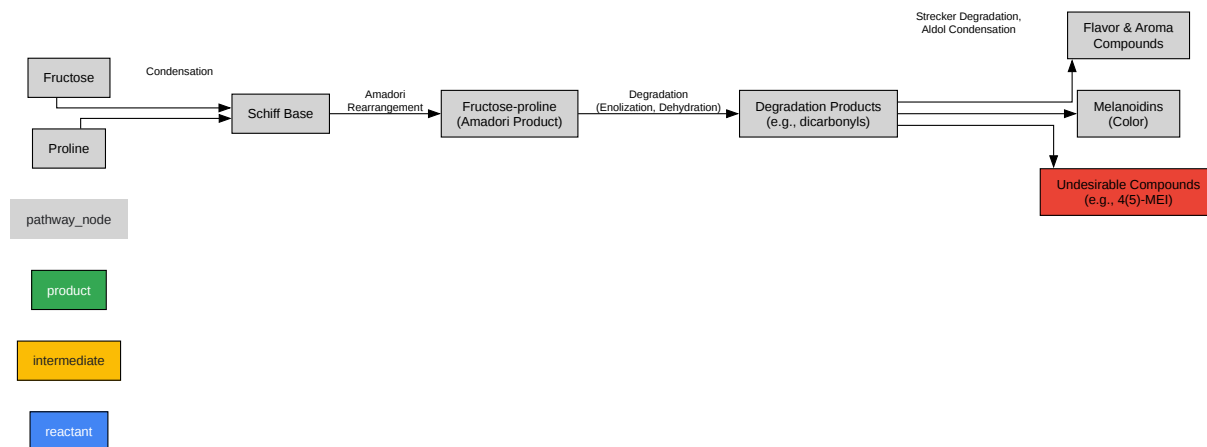 Strecker Degradation,
Aldol Condensation
Flavor & Aroma
Compounds
Fructose
Condensation
Proline
Schiff Base
Amadori
Rearrangement
Fructose-proline
(Amadori Product)
Degradation
(Enolization, Dehydration)
Degradation Products
(e.g., dicarbonyls)
Melanoidins
(Color)
Undesirable Compounds
(e.g., 4(5)-MEI)
pathway_node
product
intermediate
reactant